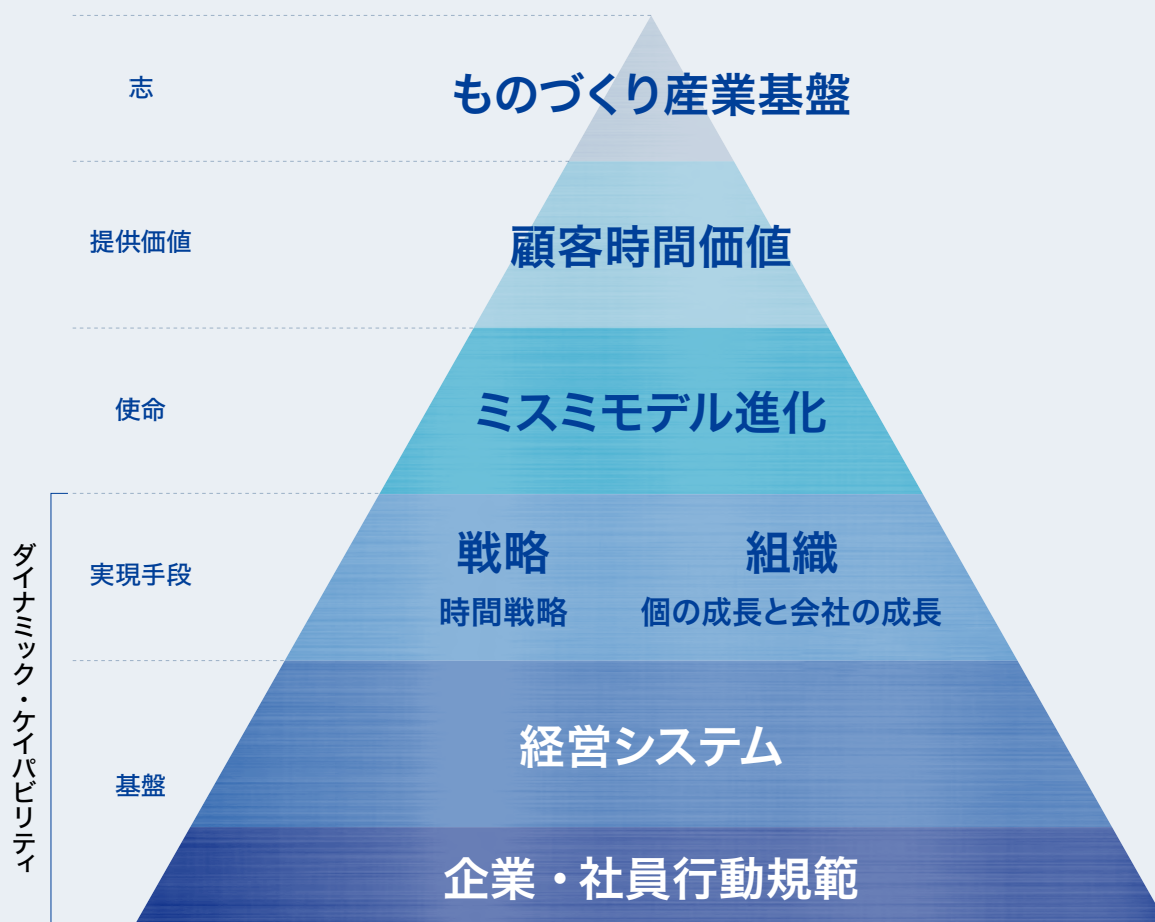 志
ものづくり産業基盤
提供価値
顧客時間価値
使命
ミスミモデル進化
ダイナミック・ケイパビリティ
実現手段
戦略
時間戦略
組織
個の成長と会社の成長
基盤
経営システム
企業・社員行動規範